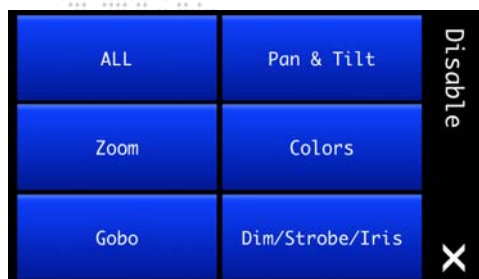 ALL
Pan & Tilt
Disable
Zoom
Colors
Gobo
Dim/Strobe/Iris
X